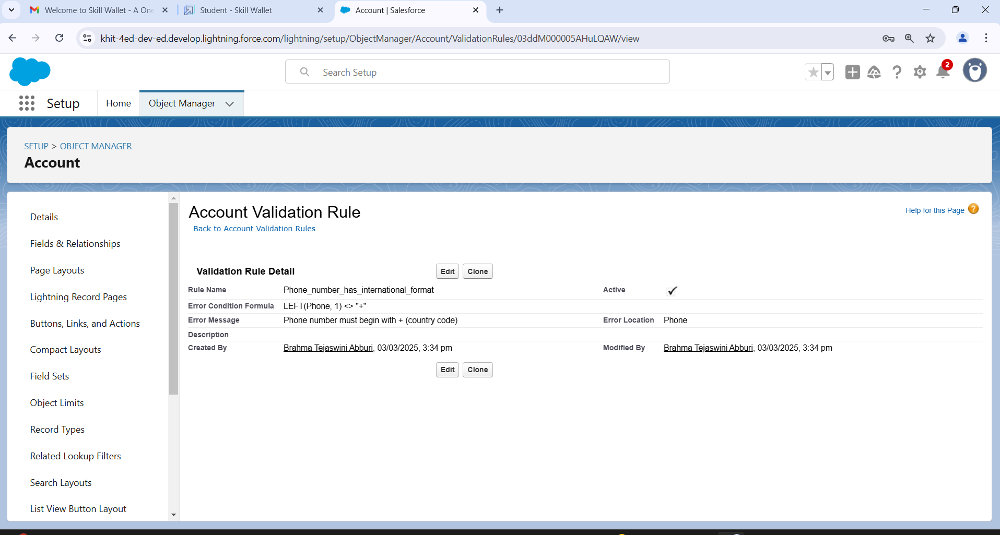 Welcome to Skill Wallet - A One
Student - Skill Wallet
Account | Salesforce
khit-4ed-dev-ed.develop.lightning.force.com/lightning/setup/ObjectManager/Account/ValidationRules/03ddM000005AHuLQAW/view
Search Setup
2
Setup
Home
Object Manager
SETUP > OBJECT MANAGER
Account
Details
Fields & Relationships
Page Layouts
Lightning Record Pages
Buttons, Links, and Actions
Compact Layouts
Field Sets
Object Limits
Record Types
Related Lookup Filters
Search Layouts
List View Button Layout
Account Validation Rule
Back to Account Validation Rules
Help for this Page ?
Validation Rule Detail
Edit Clone
Rule Name Phone_number_has_international_format Active
Error Condition Formula LEFT(Phone, 1) <> "+"
Error Message Phone number must begin with + (country code) Error Location Phone
Description
Created By Brahma Tejaswini Abburi, 03/03/2025, 3:34 pm Modified By Brahma Tejaswini Abburi, 03/03/2025, 3:34 pm
Edit Clone